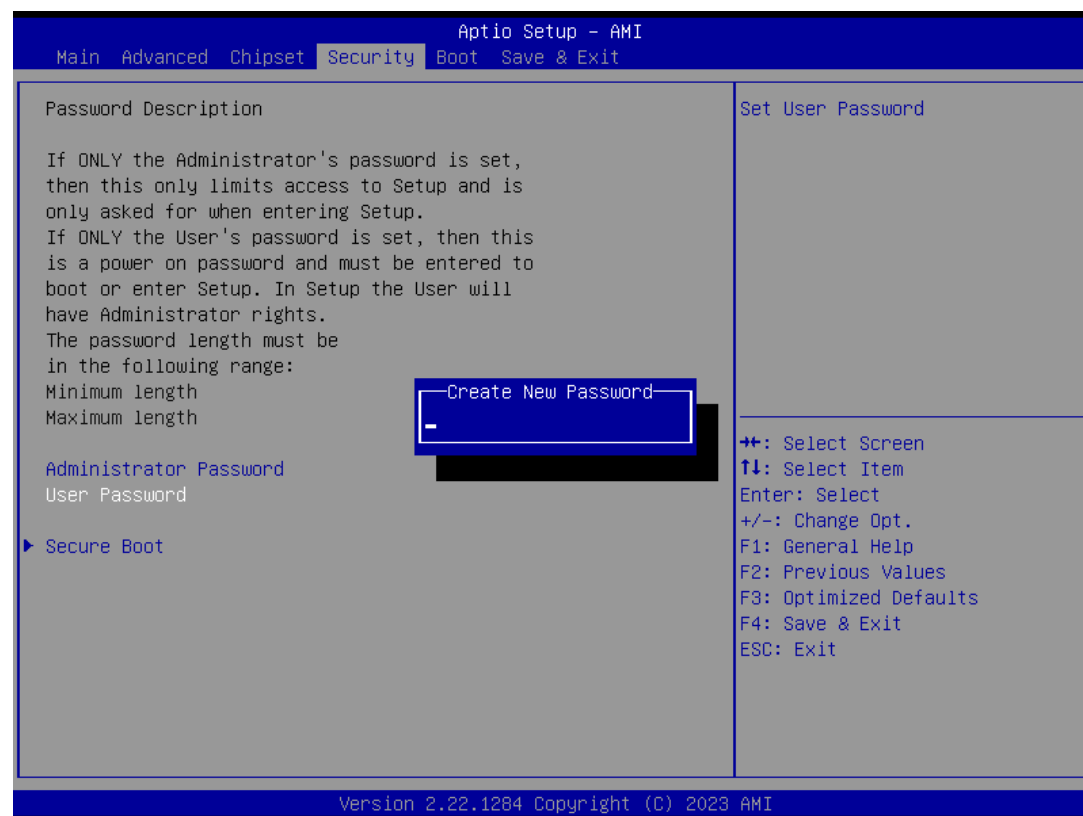 Aptio Setup – AMI
Main Advanced Chipset Security Boot Save & Exit
Password Description
If ONLY the Administrator's password is set,
then this only limits access to Setup and is
only asked for when entering Setup.
If ONLY the User's password is set, then this
is a power on password and must be entered to
boot or enter Setup. In Setup the User will
have Administrator rights.
The password length must be
in the following range:
Minimum length
Maximum length
Administrator Password
User Password
Secure Boot
Create New Password
Set User Password
→←: Select Screen
↑↓: Select Item
Enter: Select
+/-: Change Opt.
F1: General Help
F2: Previous Values
F3: Optimized Defaults
F4: Save & Exit
ESC: Exit
Version 2.22.1284 Copyright (C) 2023 AMI